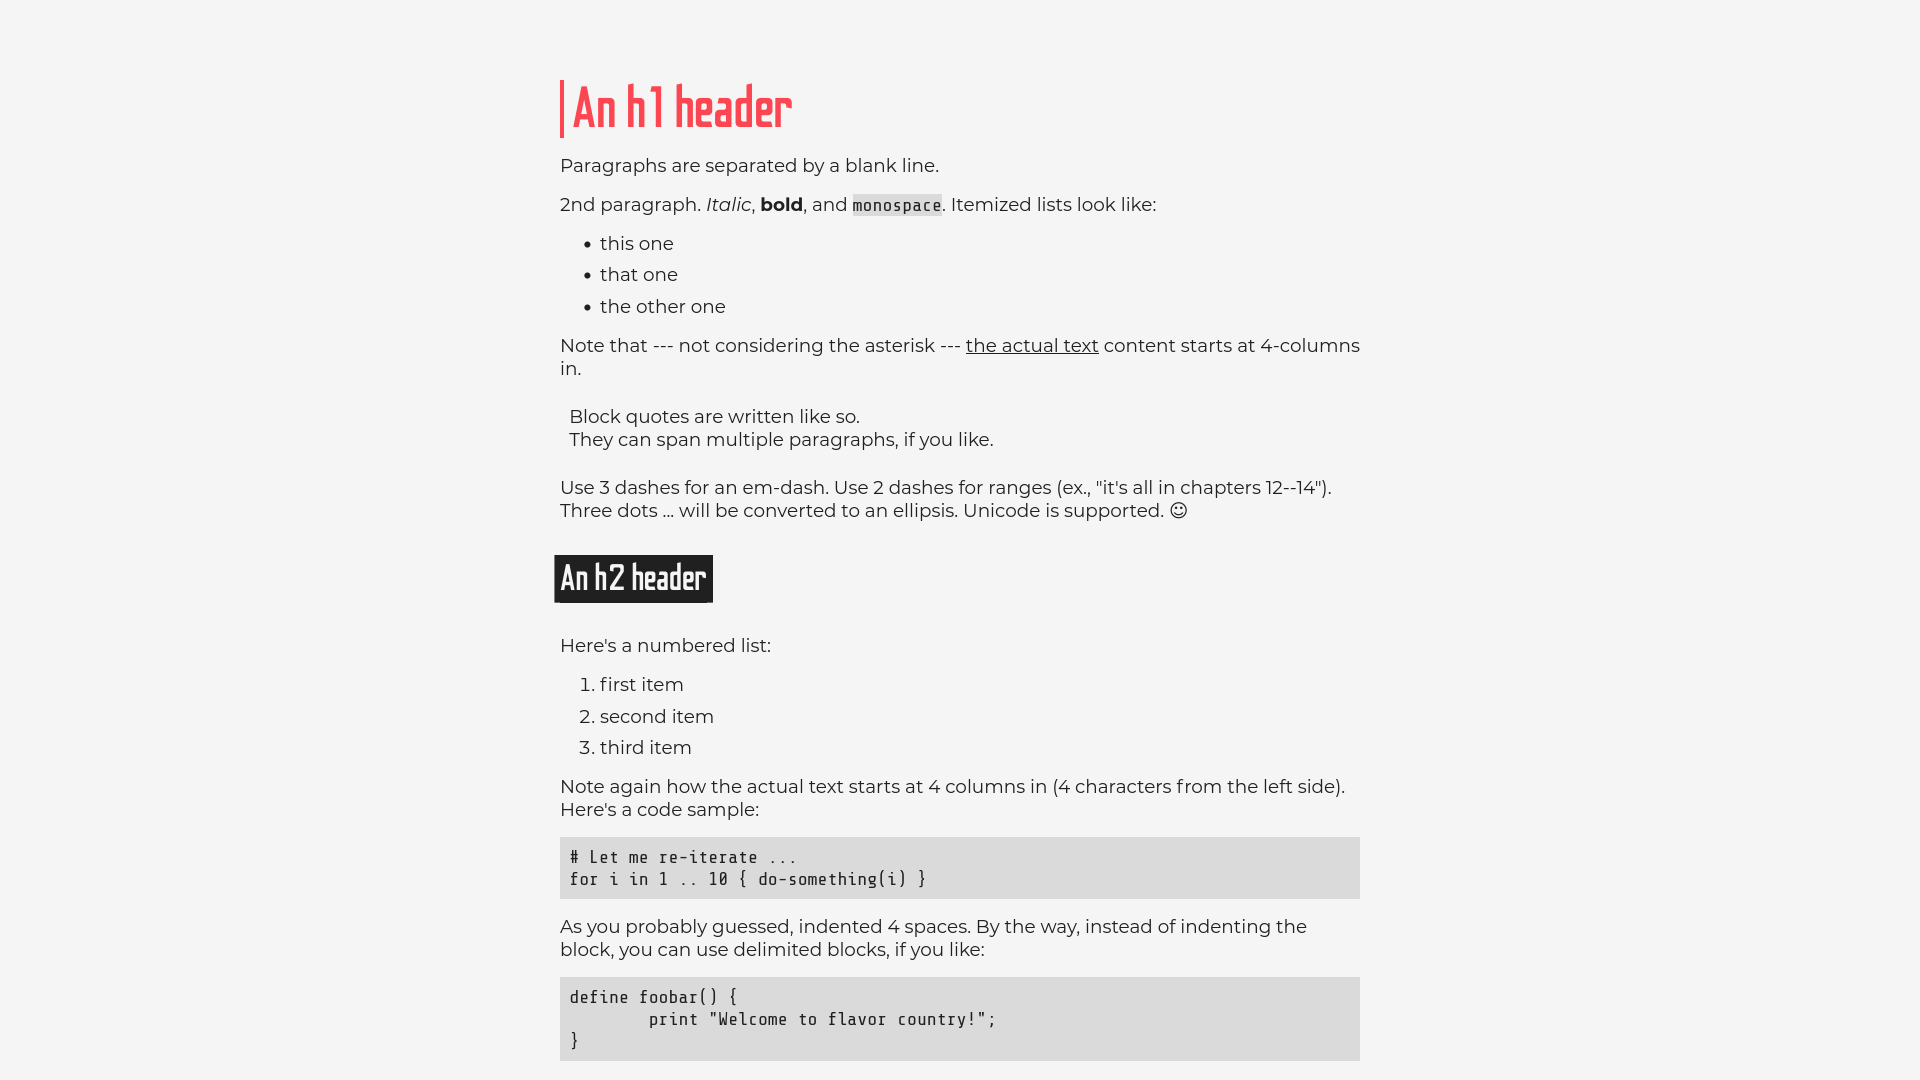 An h1 header
Paragraphs are separated by a blank line.
2nd paragraph. Italic, bold, and monospace. Itemized lists look like:
• this one
• that one
• the other one
Note that --- not considering the asterisk --- the actual text content starts at 4-columns
in.
Block quotes are written like so.
They can span multiple paragraphs, if you like.
Use 3 dashes for an em-dash. Use 2 dashes for ranges (ex., "it's all in chapters 12--14").
Three dots ... will be converted to an ellipsis. Unicode is supported. ☺
An h2 header
Here's a numbered list:
1. first item
2. second item
3. third item
Note again how the actual text starts at 4 columns in (4 characters from the left side).
Here's a code sample:
# Let me re-iterate ...
for i in 1 .. 10 { do-something(i) }
As you probably guessed, indented 4 spaces. By the way, instead of indenting the
block, you can use delimited blocks, if you like:
define foobar() {
        print "Welcome to flavor country!";
}